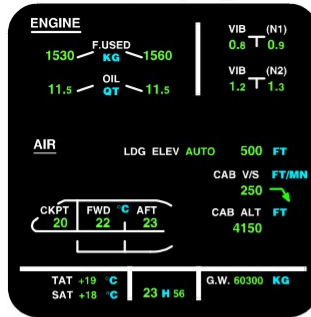 ENGINE
F.USED
1530 KG 1560
OIL
11.5 QT 11.5
VIB (N1)
0.8 0.9
VIB (N2)
1.2 1.3
AIR
LDG ELEV AUTO 500 FT
CAB V/S FT/MN
250
CAB ALT FT
4150
CKPT FWD °C AFT
20 22 23
TAT +19 °C
SAT +18 °C
23 H 56
G.W. 60300 KG